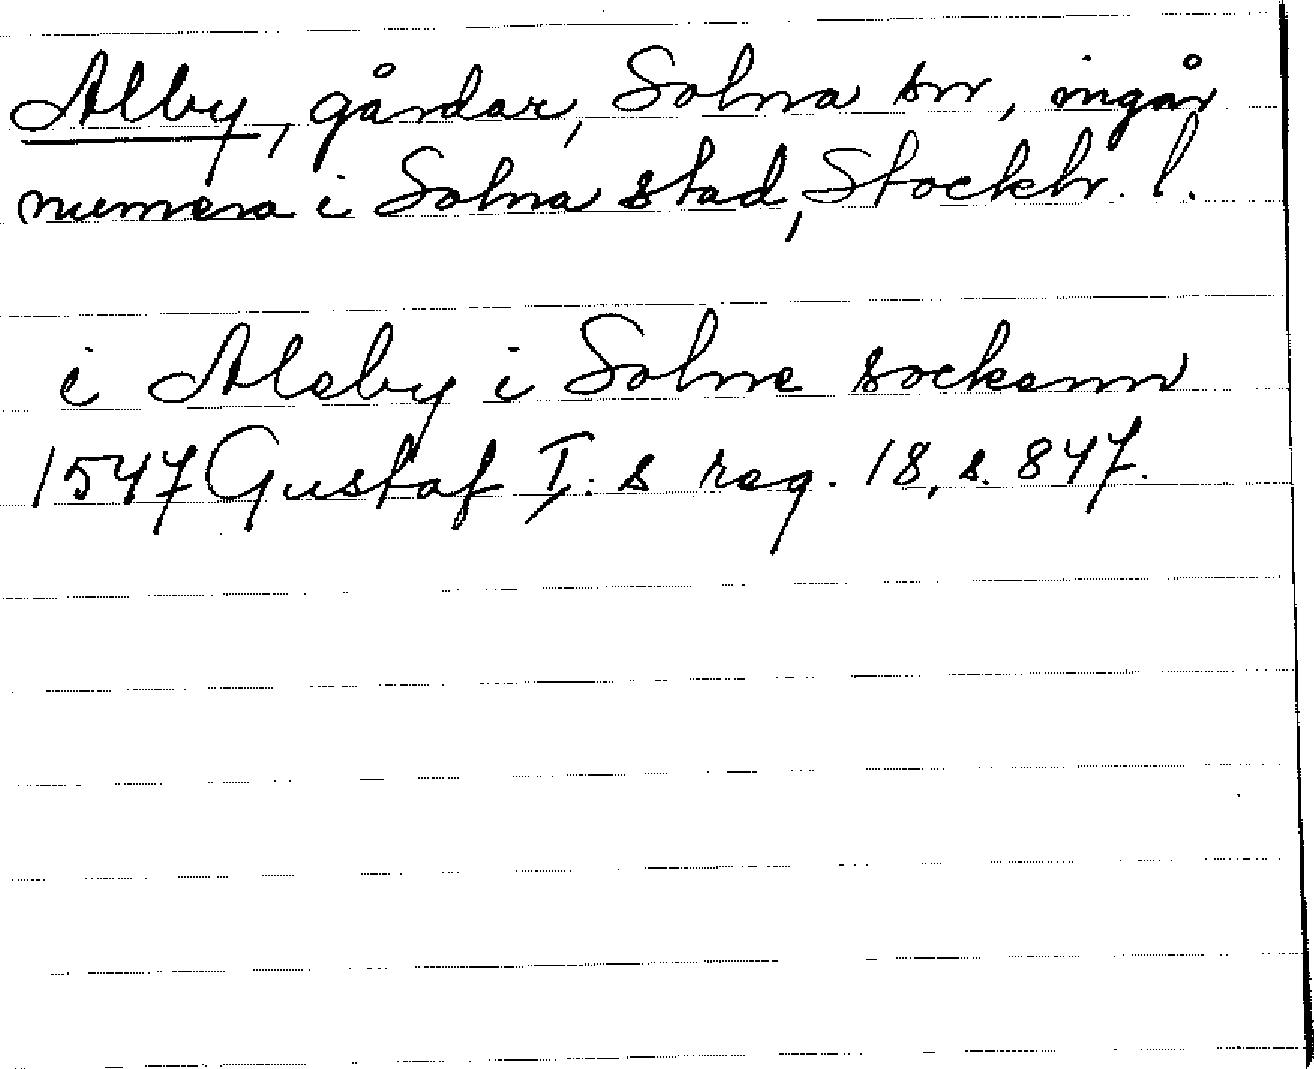 Alby, gårdar, Solna sn, ingår
numera i Solna stad, Stockh. l.
i Aleby i Solne sockenn
1547 Gustaf I:s reg. 18, s. 847.